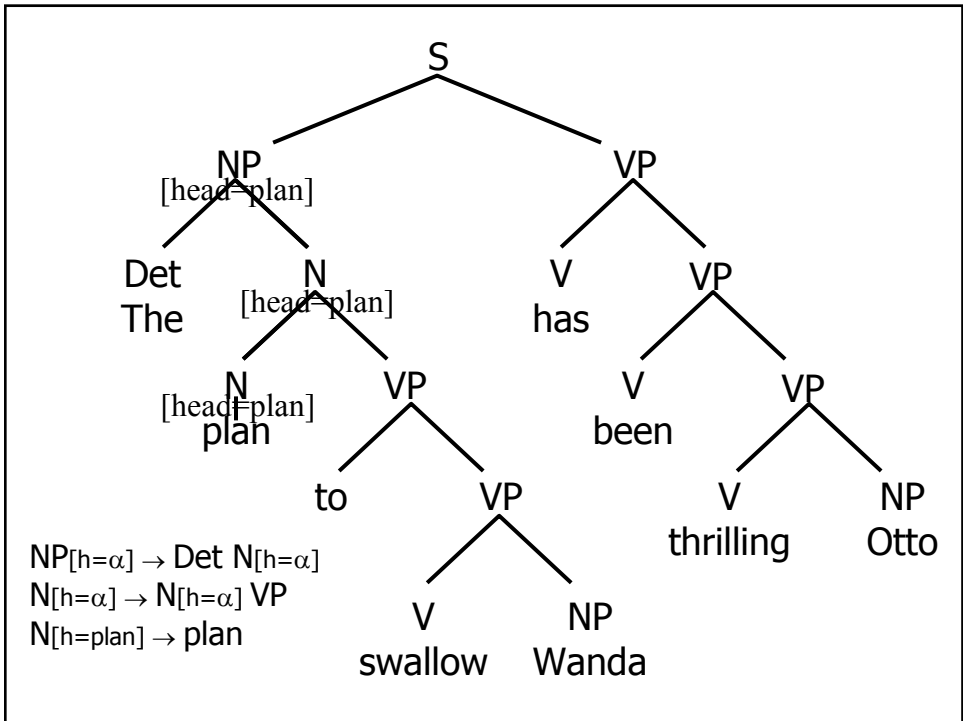 S
NP VP
[head=plan]
Det N V VP
The [head=plan] has
N VP V VP
[head=plan]
plan been
to VP V NP
thrilling Otto
NP[h=α] → Det N[h=α]
N[h=α] → N[h=α] VP
N[h=plan] → plan
V NP
swallow Wanda